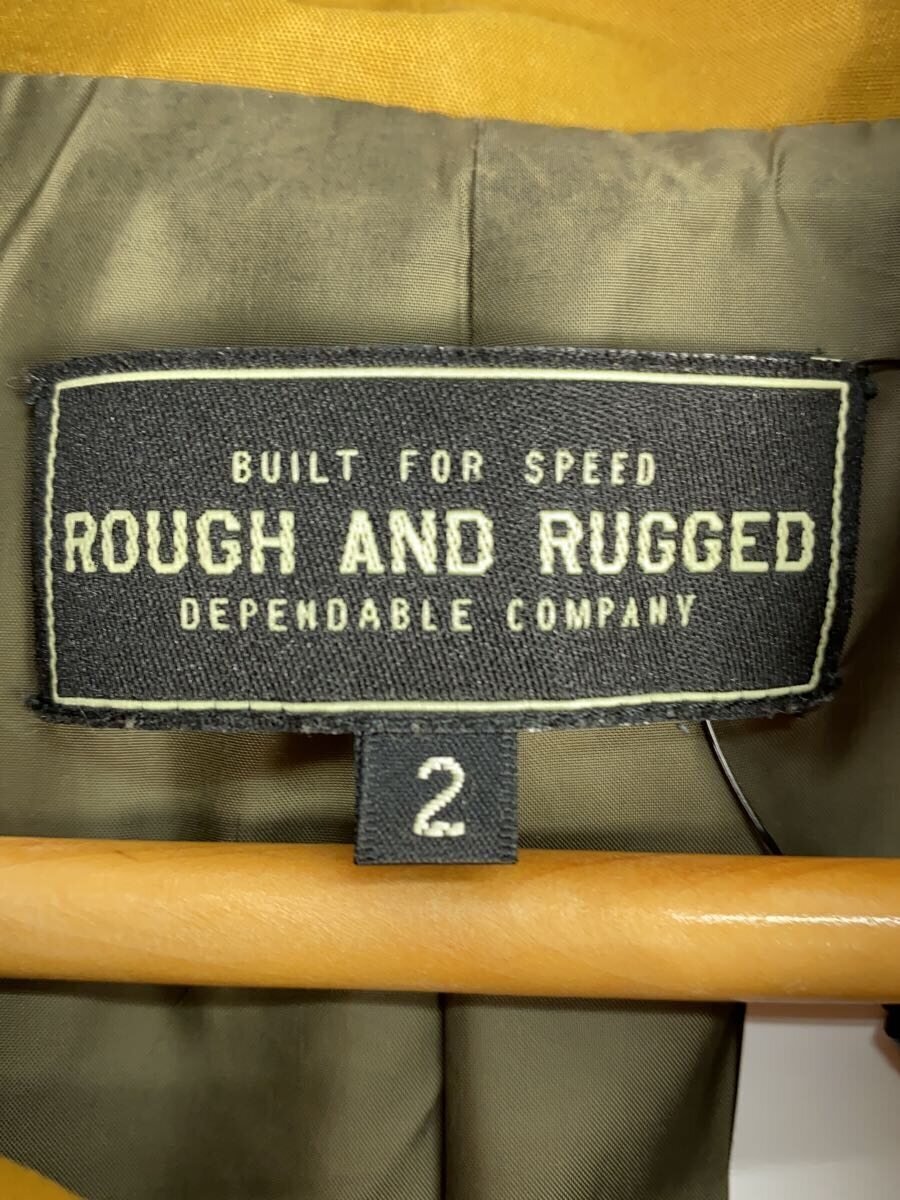 BUILT FOR SPEED
ROUGH AND RUGGED
DEPENDABLE COMPANY
2